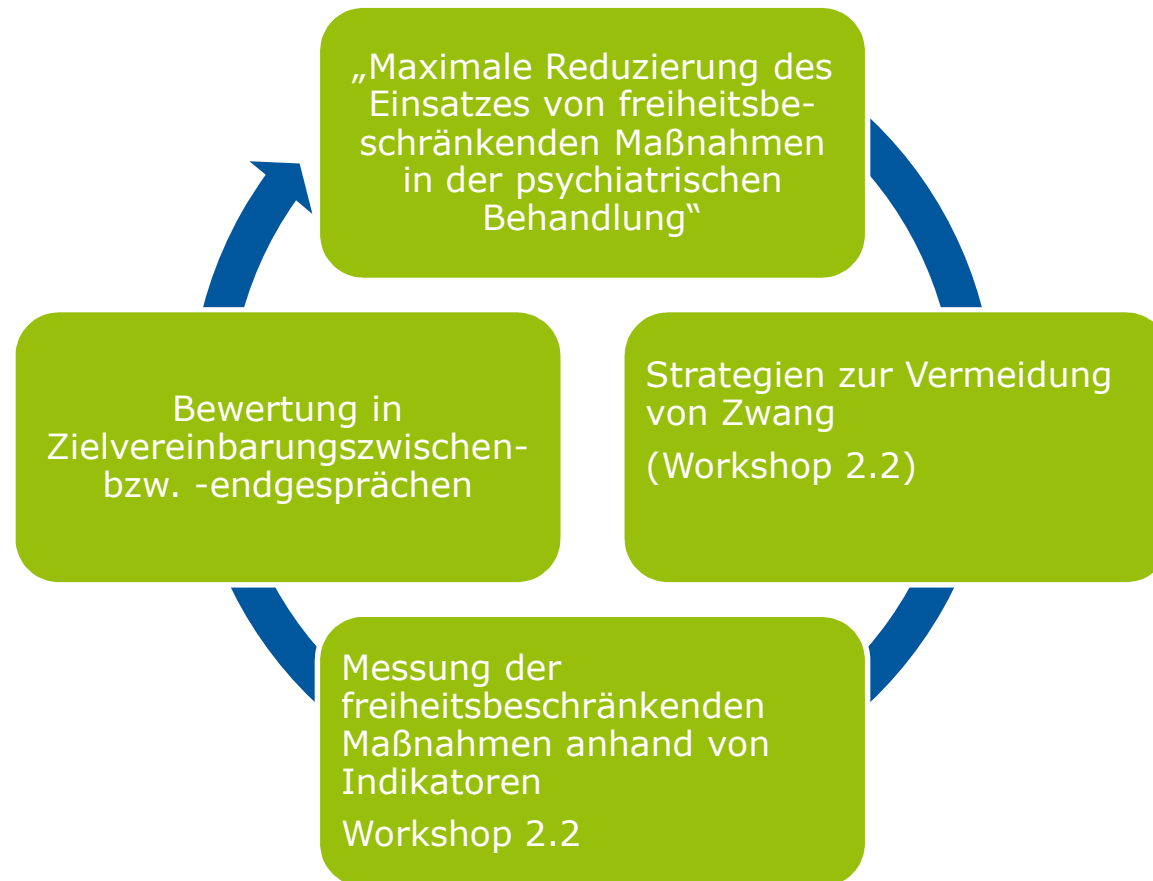 „Maximale Reduzierung des
Einsatzes von freiheitsbe-
schränkenden Maßnahmen
in der psychiatrischen
Behandlung“
Strategien zur Vermeidung
von Zwang
(Workshop 2.2)
Messung der
freiheitsbeschränkenden
Maßnahmen anhand von
Indikatoren
Workshop 2.2
Bewertung in
Zielvereinbarungszwischen-
bzw. -endgesprächen